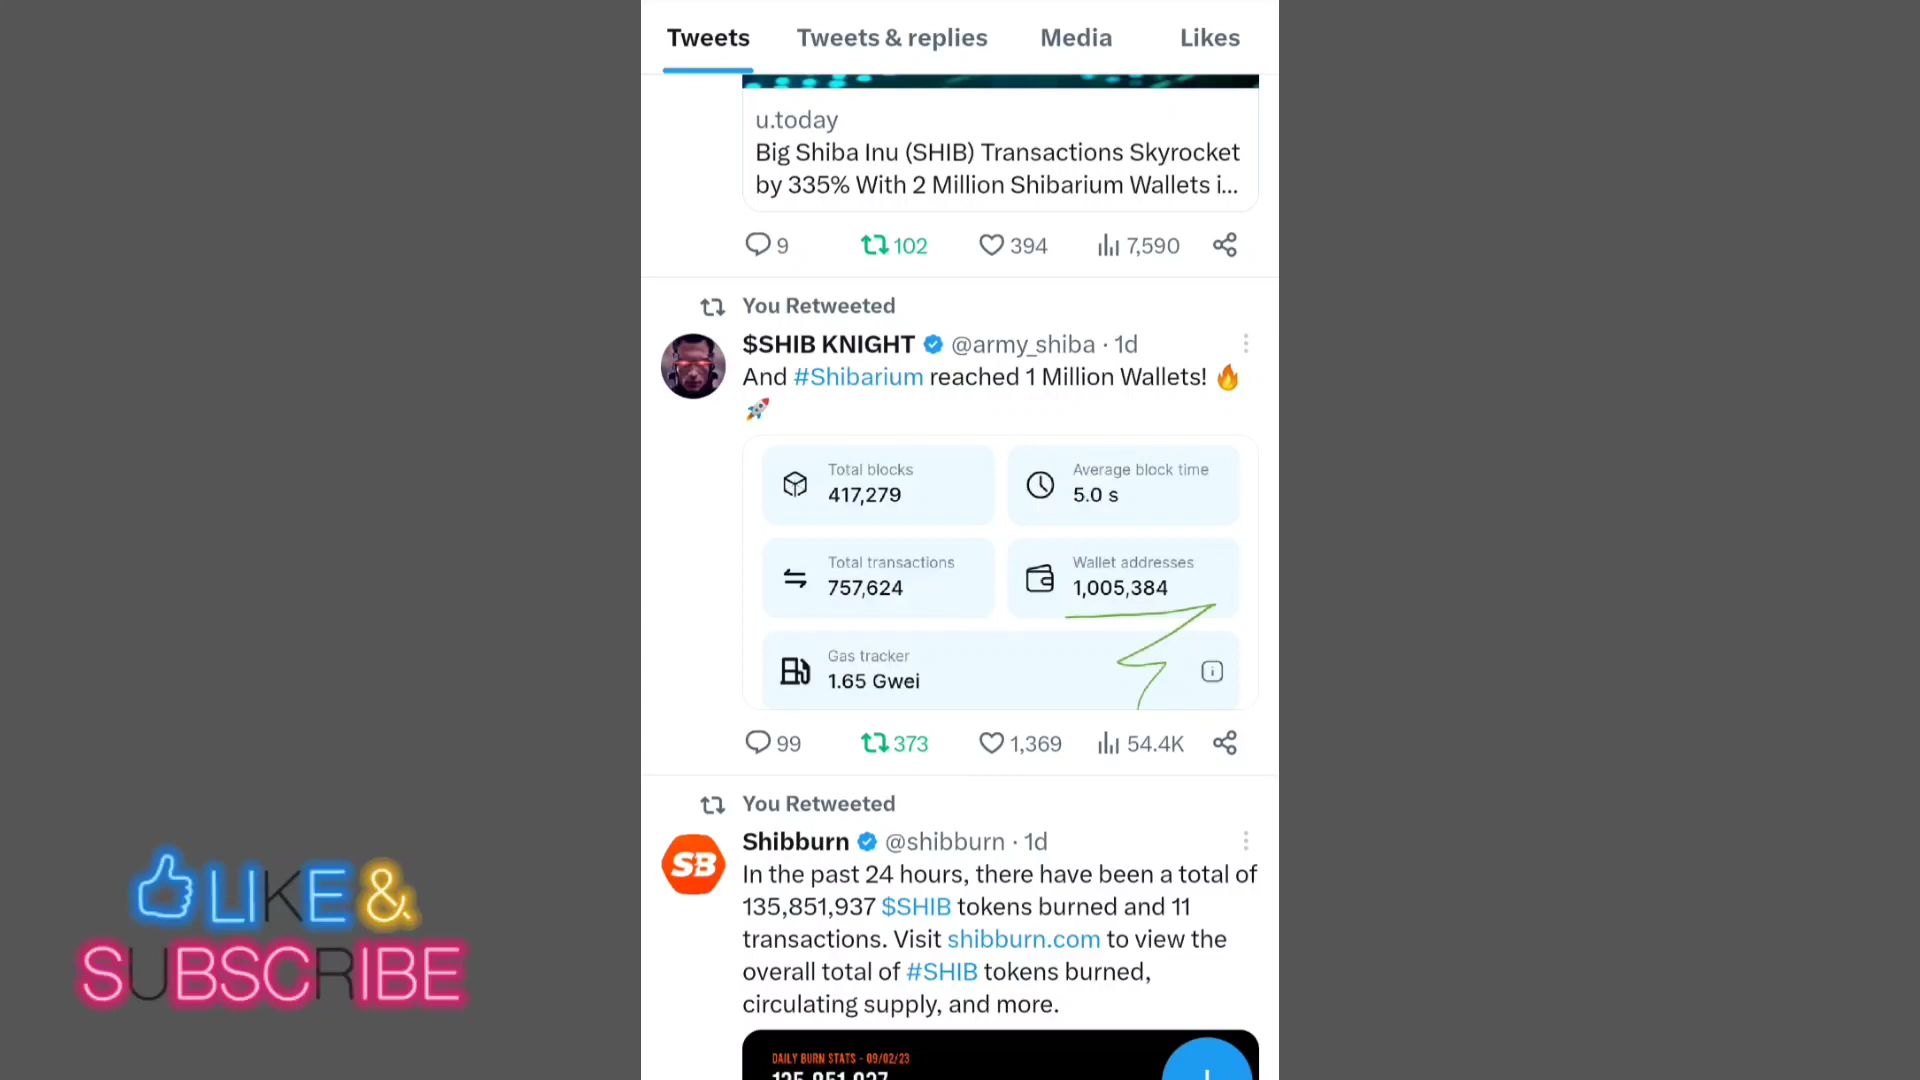 Tweets Tweets & replies Media Likes
u.today
Big Shiba Inu (SHIB) Transactions Skyrocket
by 335% With 2 Million Shibarium Wallets i...
9 102 394 7,590
You Retweeted
$SHIB KNIGHT @army_shiba · 1d
And #Shibarium reached 1 Million Wallets! 🔥
🚀
Total blocks
417,279
Average block time
5.0 s
Total transactions
757,624
Wallet addresses
1,005,384
Gas tracker
1.65 Gwei
99 373 1,369 54.4K
You Retweeted
SB
Shibburn @shibburn · 1d
In the past 24 hours, there have been a total of
135,851,937 $SHIB tokens burned and 11
transactions. Visit shibburn.com to view the
overall total of #SHIB tokens burned,
circulating supply, and more.
DAILY BURN STATS - 09/02/23
135,851,937
LIKE &
SUBSCRIBE